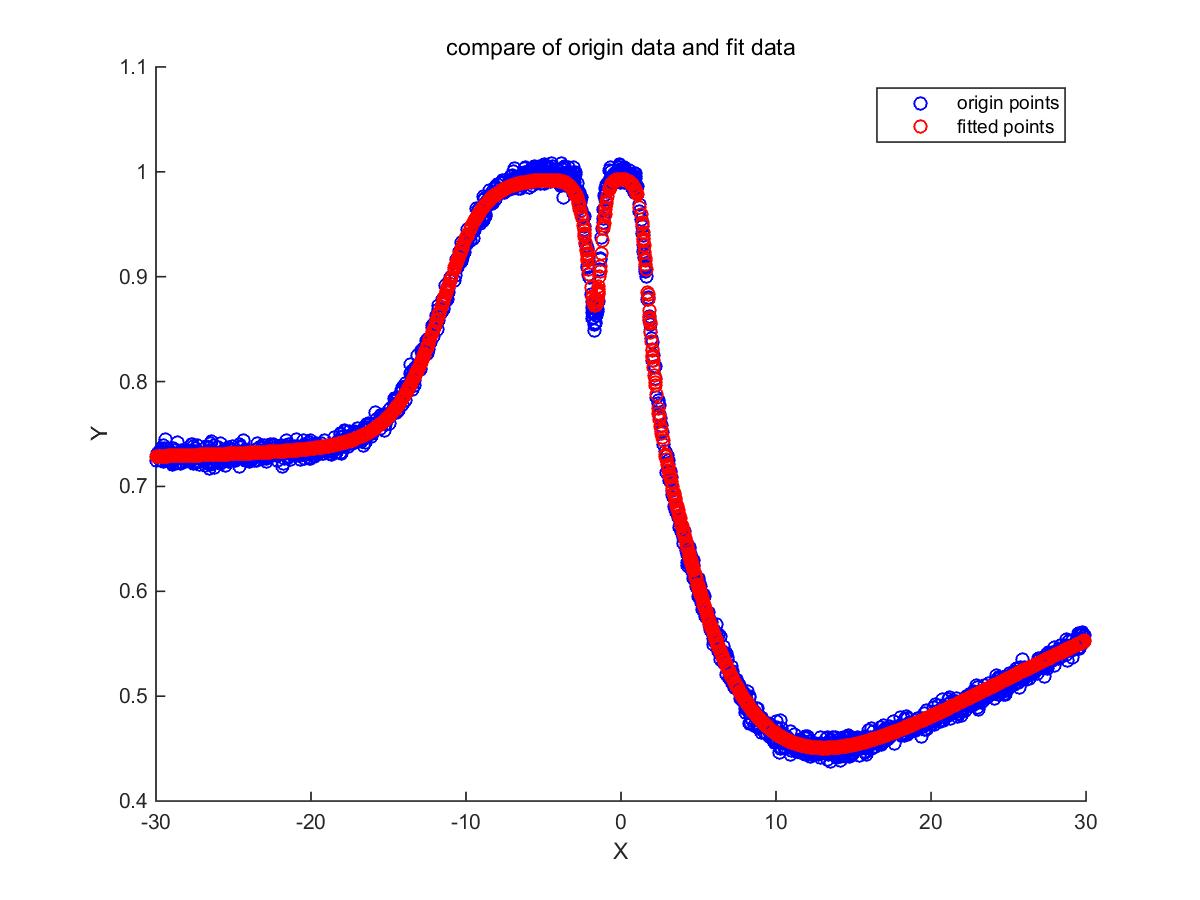 compare of origin data and fit data
origin points
fitted points
1.1
1
0.9
0.8
0.7
0.6
0.5
0.4
Y
-30 -20 -10 0 10 20 30
X